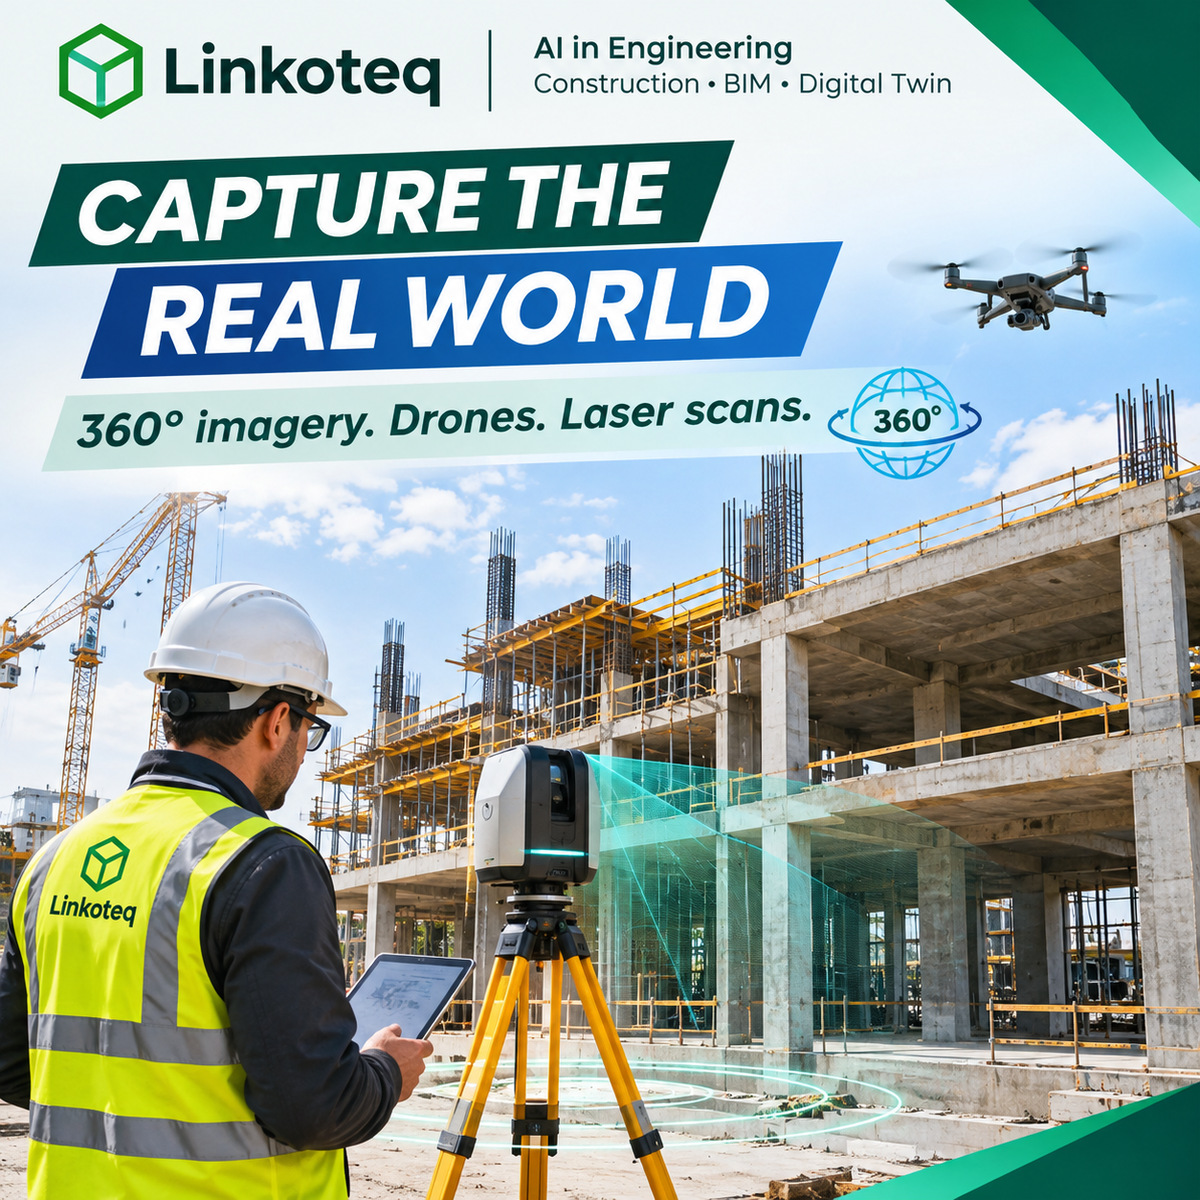 Linkoteq
AI in Engineering
Construction • BIM • Digital Twin
CAPTURE THE
REAL WORLD
360° imagery. Drones. Laser scans.
360°
Linkoteq